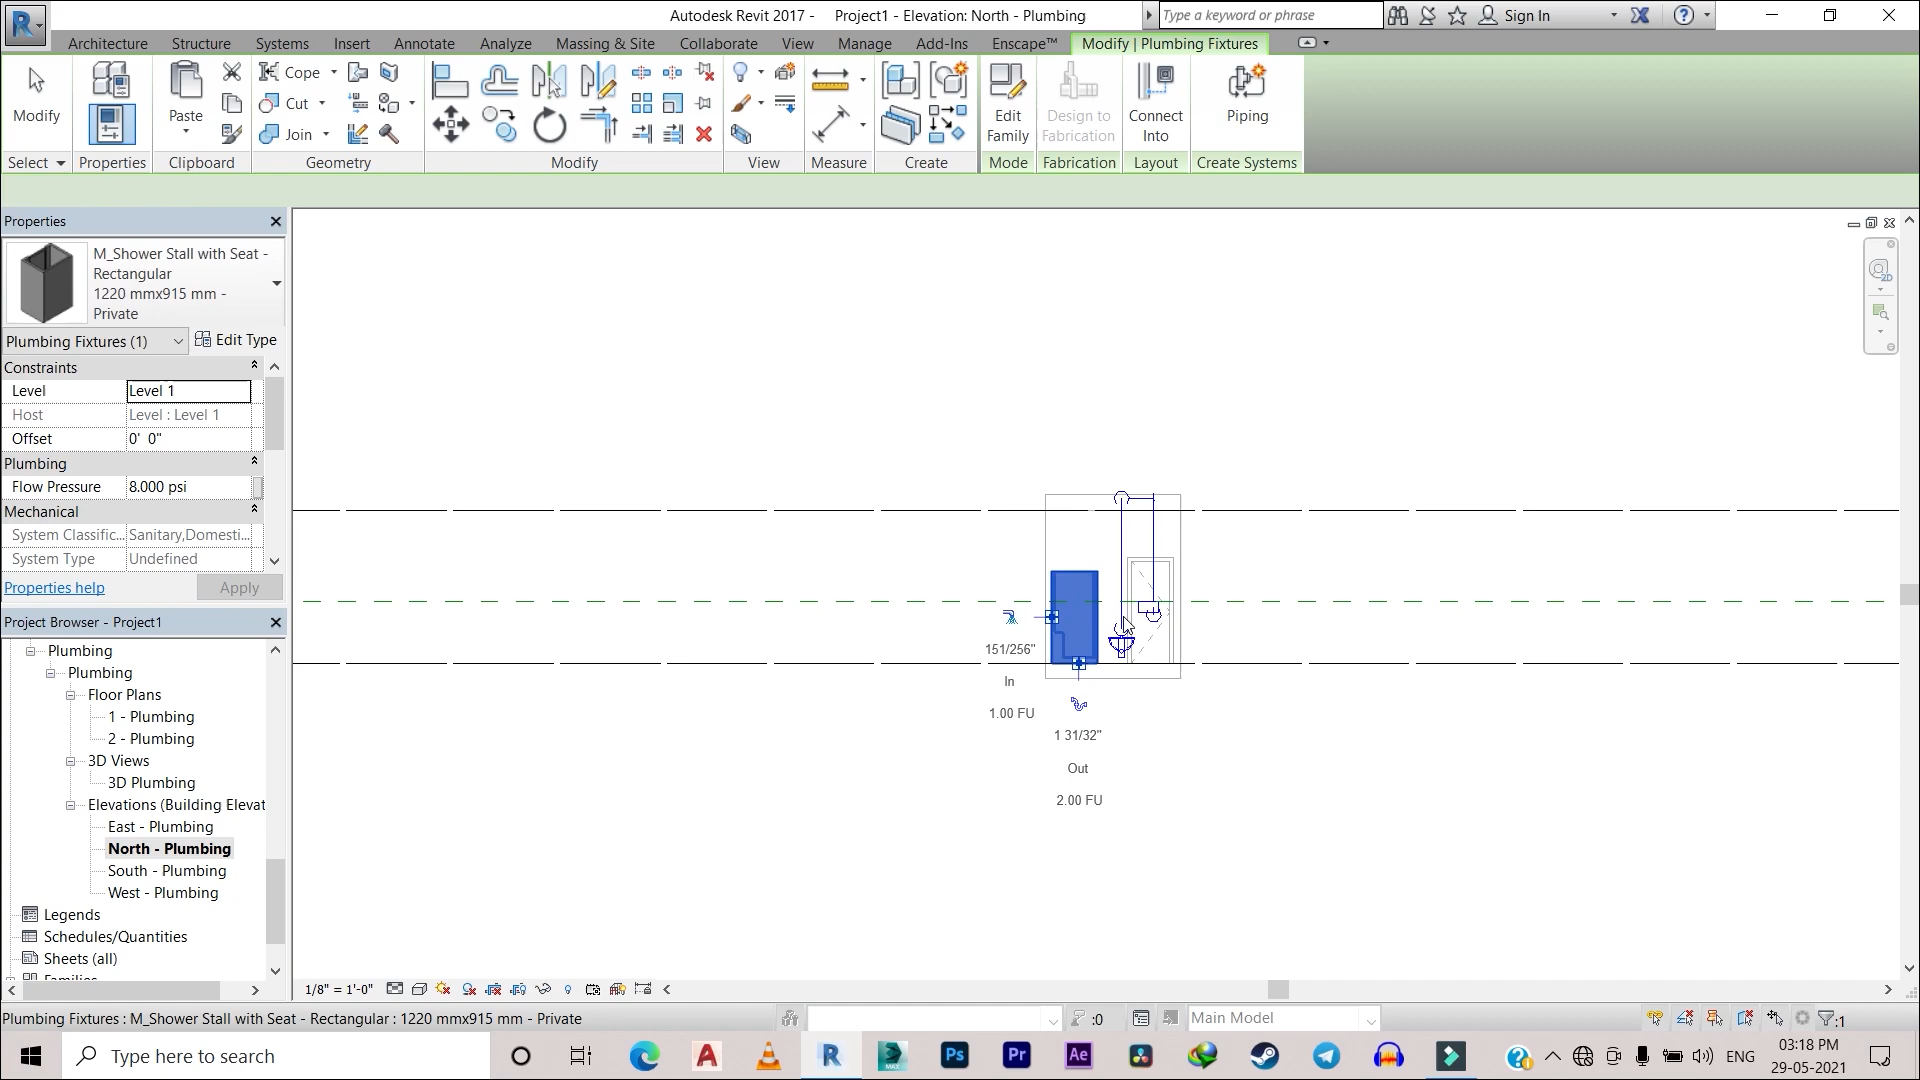 Autodesk Revit 2017 - Project1 - Elevation: North - Plumbing
Type a keyword or phrase
Sign In
Architecture Structure Systems Insert Annotate Analyze Massing & Site Collaborate View Manage Add-Ins Enscape™ Modify | Plumbing Fixtures
Modify
Paste
Cope
Cut
Join
Edit Family
Design to Fabrication
Connect Into
Piping
Select Properties Clipboard Geometry Modify View Measure Create Mode Fabrication Layout Create Systems
Properties
M_Shower Stall with Seat -
Rectangular
1220 mmx915 mm -
Private
Plumbing Fixtures (1) Edit Type
Constraints
Level Level 1
Host Level : Level 1
Offset 0' 0"
Plumbing
Flow Pressure 8.000 psi
Mechanical
System Classific... Sanitary,Domesti...
System Type Undefined
Properties help Apply
Project Browser - Project1
Plumbing
Plumbing
Floor Plans
1 - Plumbing
2 - Plumbing
3D Views
3D Plumbing
Elevations (Building Elevat
East - Plumbing
North - Plumbing
South - Plumbing
West - Plumbing
Legends
Schedules/Quantities
Sheets (all)
Families
2D
151/256"
In
1.00 FU
1 31/32"
Out
2.00 FU
1/8" = 1'-0"
Plumbing Fixtures : M_Shower Stall with Seat - Rectangular : 1220 mmx915 mm - Private
:0
Main Model
:1
Type here to search
A
R
MAX
Ps
Pr
Ae
ENG
03:18 PM
29-05-2021